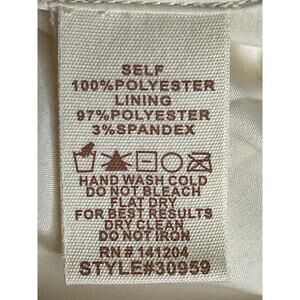 SELF
100%POLYESTER
LINING
97%POLYESTER
3%SPANDEX
HAND WASH COLD
DO NOT BLEACH
FLAT DRY
FOR BEST RESULTS
DRY CLEAN
DO NOT IRON
RN# 141204
STYLE#30959